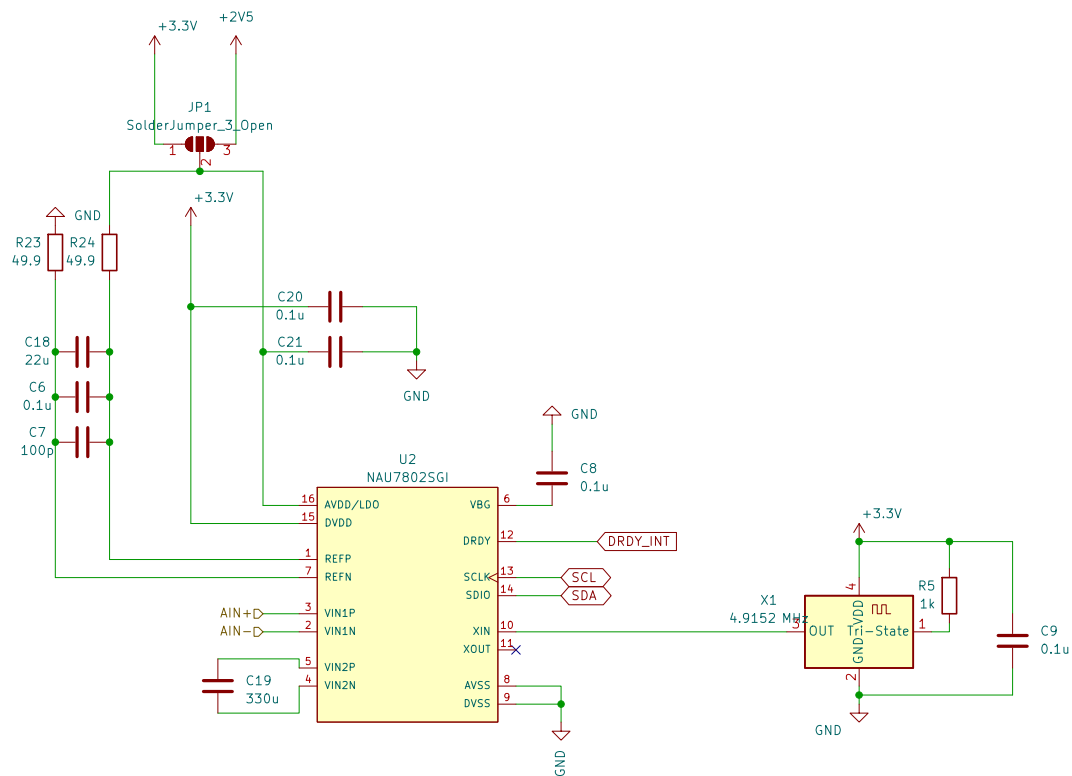 +3.3V
+2V5
JP1
SolderJumper_3_Open
1
3
2
+3.3V
GND
R23
49.9
R24
49.9
C20
0.1u
C21
0.1u
GND
C18
22u
C6
0.1u
C7
100p
GND
C8
0.1u
U2
NAU7802SGI
16 AVDD/LDO
15 DVDD
1 REFP
7 REFN
3 VIN1P
2 VIN1N
5 VIN2P
4 VIN2N
VBG 6
DRDY 12
SCLK 13
SDIO 14
XIN 10
XOUT 11
AVSS 8
DVSS 9
DRDY_INT
SCL
SDA
AIN+
AIN-
C19
330u
GND
+3.3V
R5
1k
X1
4.9152 MHz
4
VDD
3
OUT
Tri-State
1
GND
2
C9
0.1u
GND